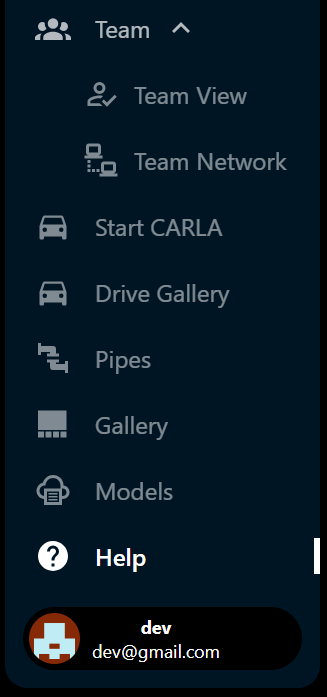 Team
Team View
Team Network
Start CARLA
Drive Gallery
Pipes
Gallery
Models
Help
dev
dev@gmail.com